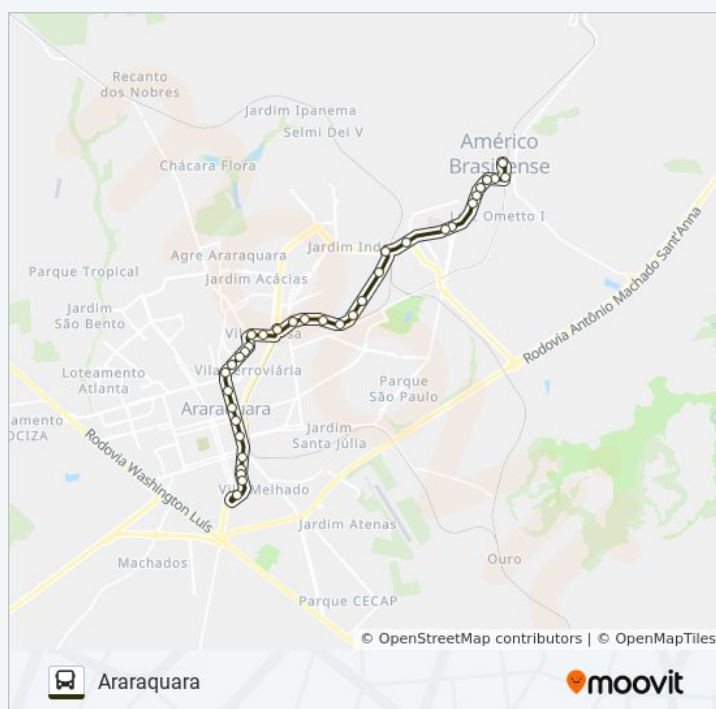 Recanto
dos Nobres
Jardim Ipanema
Selmi Dei V
Américo
Brasiliense
Chácara Flora
Ometto I
Jardim Ind
Agre Araraquara
Parque Tropical
Jardim Acácias
Jardim
São Bento
Rodovia Antônio Machado Sant'Anna
Loteamento
Atlanta
Vila Ferroviária
Parque
São Paulo
Araraquara
OCIZA
Jardim
Santa Júlia
Rodovia Washington Luís
Vila Melhado
Jardim Atenas
Machados
Ouro
Parque CECAP
© OpenStreetMap contributors | © OpenMapTiles
Araraquara
moovit